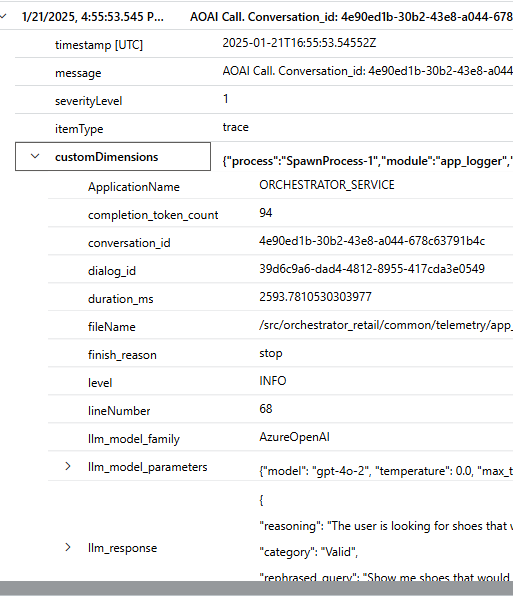 1/21/2025, 4:55:53.545 P... AOAI Call. Conversation_id: 4e90ed1b-30b2-43e8-a044-678
timestamp [UTC] 2025-01-21T16:55:53.54552Z
message AOAI Call. Conversation_id: 4e90ed1b-30b2-43e8-a044
severityLevel 1
itemType trace
customDimensions {"process":"SpawnProcess-1","module":"app_logger","
ApplicationName ORCHESTRATOR_SERVICE
completion_token_count 94
conversation_id 4e90ed1b-30b2-43e8-a044-678c63791b4c
dialog_id 39d6c9a6-dad4-4812-8955-417cda3e0549
duration_ms 2593.7810530303977
fileName /src/orchestrator_retail/common/telemetry/app_
finish_reason stop
level INFO
lineNumber 68
llm_model_family AzureOpenAI
llm_model_parameters {"model": "gpt-4o-2", "temperature": 0.0, "max_t
{
"reasoning": "The user is looking for shoes that w
llm_response "category": "Valid",
"rephrased_query": "Show me shoes that would